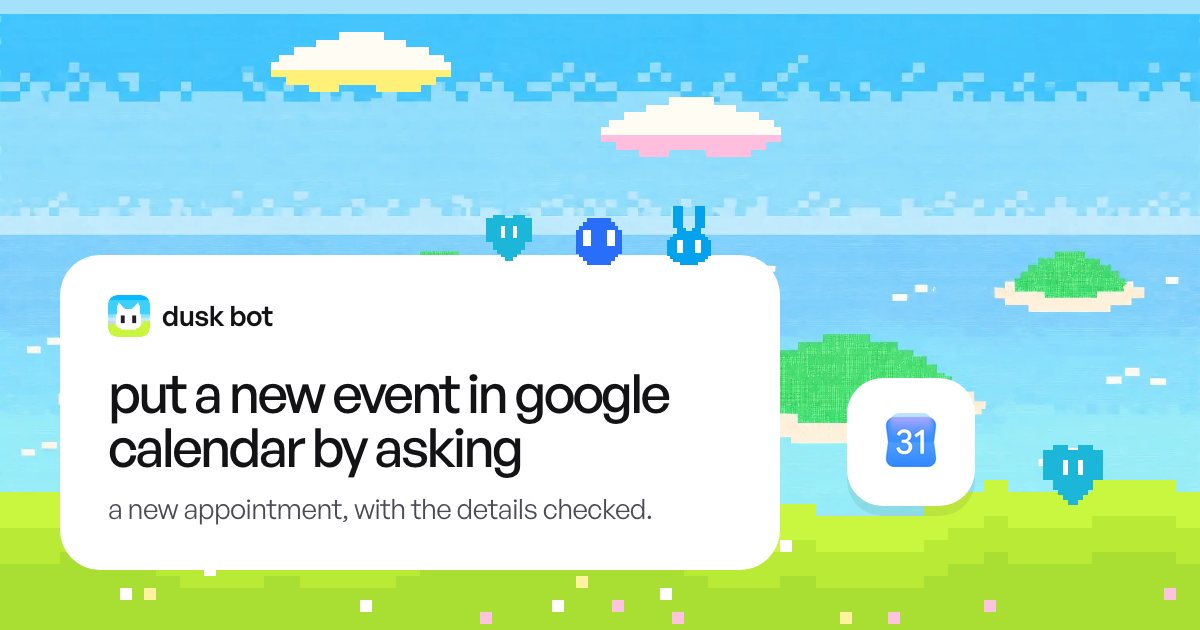 dusk bot
put a new event in google
calendar by asking
a new appointment, with the details checked.
31